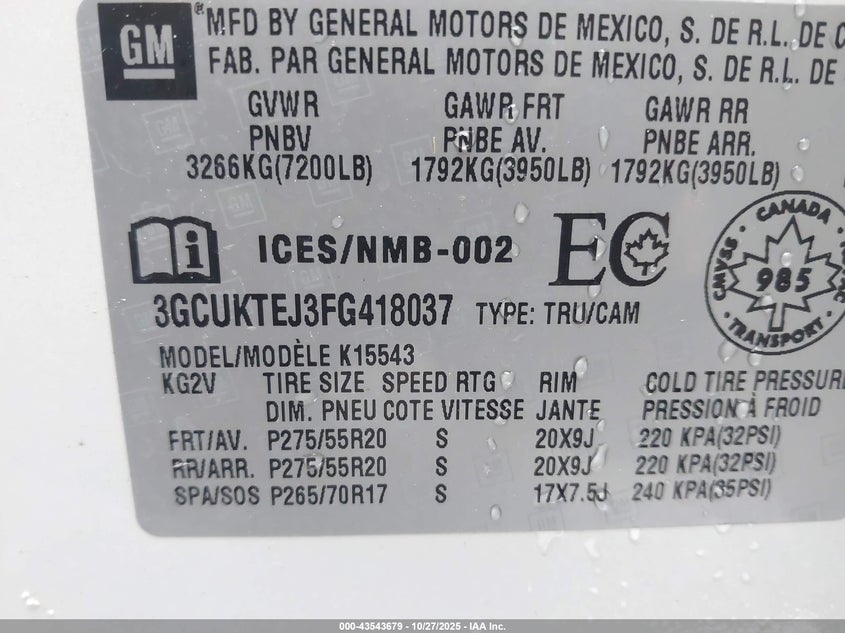 GM
®
MFD BY GENERAL MOTORS DE MEXICO, S. DE R.L. DE C
FAB. PAR GENERAL MOTORS DE MEXICO, S. DE R.L. DE
GVWR GAWR FRT GAWR RR
PNBV PNBE AV. PNBE ARR.
3266KG(7200LB) 1792KG(3950LB) 1792KG(3950LB)
i ICES/NMB-002 EC
CANADA
CMVSS
985
TRANSPORT
3GCUKTEJ3FG418037 TYPE: TRU/CAM
MODEL/MODÈLE K15543
KG2V TIRE SIZE SPEED RTG RIM COLD TIRE PRESSURE
DIM. PNEU COTE VITESSE JANTE PRESSION À FROID
FRT/AV. P275/55R20 S 20X9J 220 KPA(32PSI)
RR/ARR. P275/55R20 S 20X9J 220 KPA(32PSI)
SPA/SOS P265/70R17 S 17X7.5J 240 KPA(35PSI)
000-43543679 | 10/27/2025 | IAA Inc.